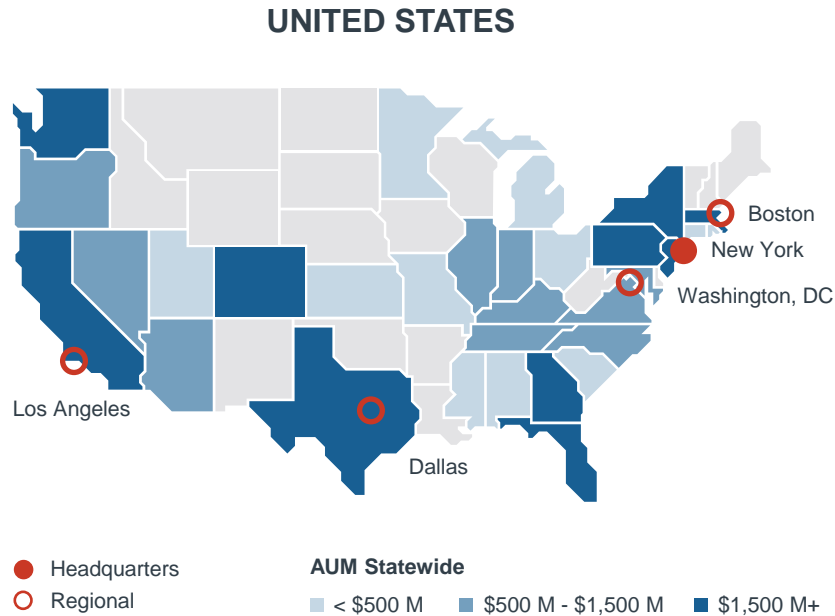 UNITED STATES
Boston
New York
Washington, DC
Los Angeles
Dallas
Headquarters
Regional
AUM Statewide
< $500 M
$500 M - $1,500 M
$1,500 M+